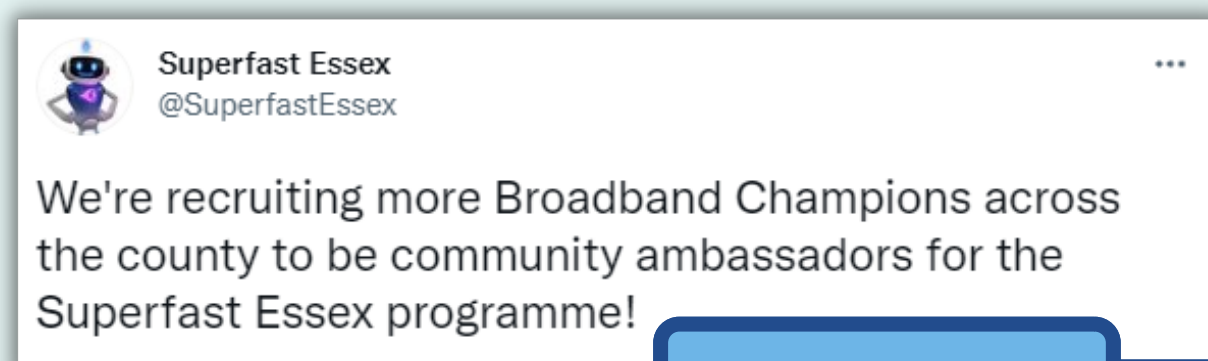 Superfast Essex
@SuperfastEssex
We're recruiting more Broadband Champions across
the county to be community ambassadors for the
Superfast Essex programme!